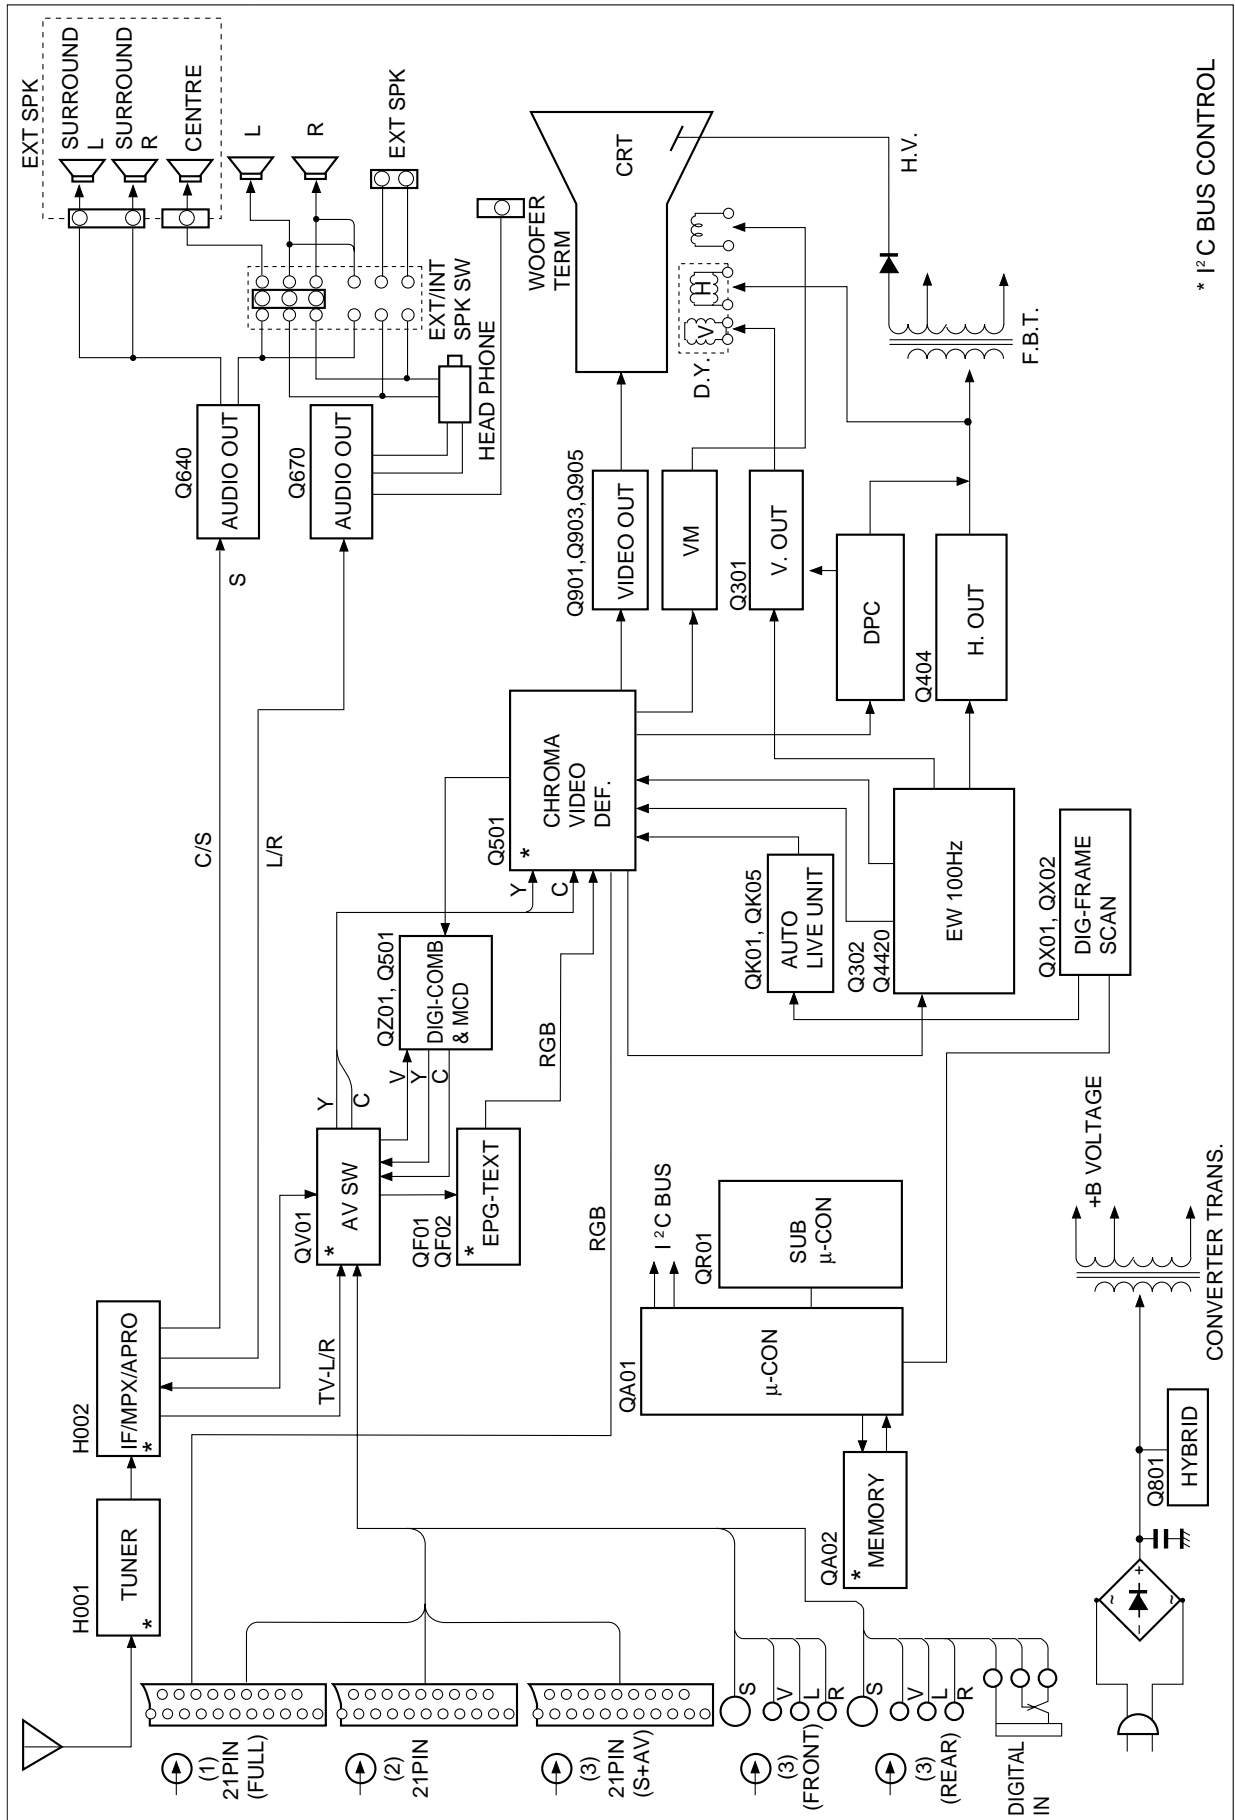 H001
TUNER
*
H002
IF/MPX/APRO
*
C/S
L/R
S
TV-L/R
QV01
AV SW
*
Y
C
V
Y
C
QZ01, Q501
DIGI-COMB
& MCD
QF01
QF02
EPG-TEXT
*
RGB
RGB
Y
C
Q501
*
CHROMA
VIDEO
DEF.
Q640
AUDIO OUT
Q670
AUDIO OUT
HEAD PHONE
EXT/INT
SPK SW
WOOFER
TERM
EXT SPK
SURROUND
L
SURROUND
R
CENTRE
L
R
EXT SPK
Q901,Q903,Q905
VIDEO OUT
VM
Q301
V. OUT
DPC
Q404
H. OUT
CRT
D.Y.
V
H
H.V.
F.B.T.
QK01, QK05
AUTO
LIVE UNIT
Q302
Q4420
EW 100Hz
QX01, QX02
DIG-FRAME
SCAN
I²C BUS
QR01
SUB
μ-CON
QA01
μ-CON
QA02
MEMORY
*
(1)
21PIN
(FULL)
(2)
21PIN
(3)
21PIN
(S+AV)
S
V
L
R
(3)
(FRONT)
S
V
L
R
(3)
(REAR)
DIGITAL
IN
~
+
−
~
Q801
HYBRID
+B VOLTAGE
CONVERTER TRANS.
* I²C BUS CONTROL